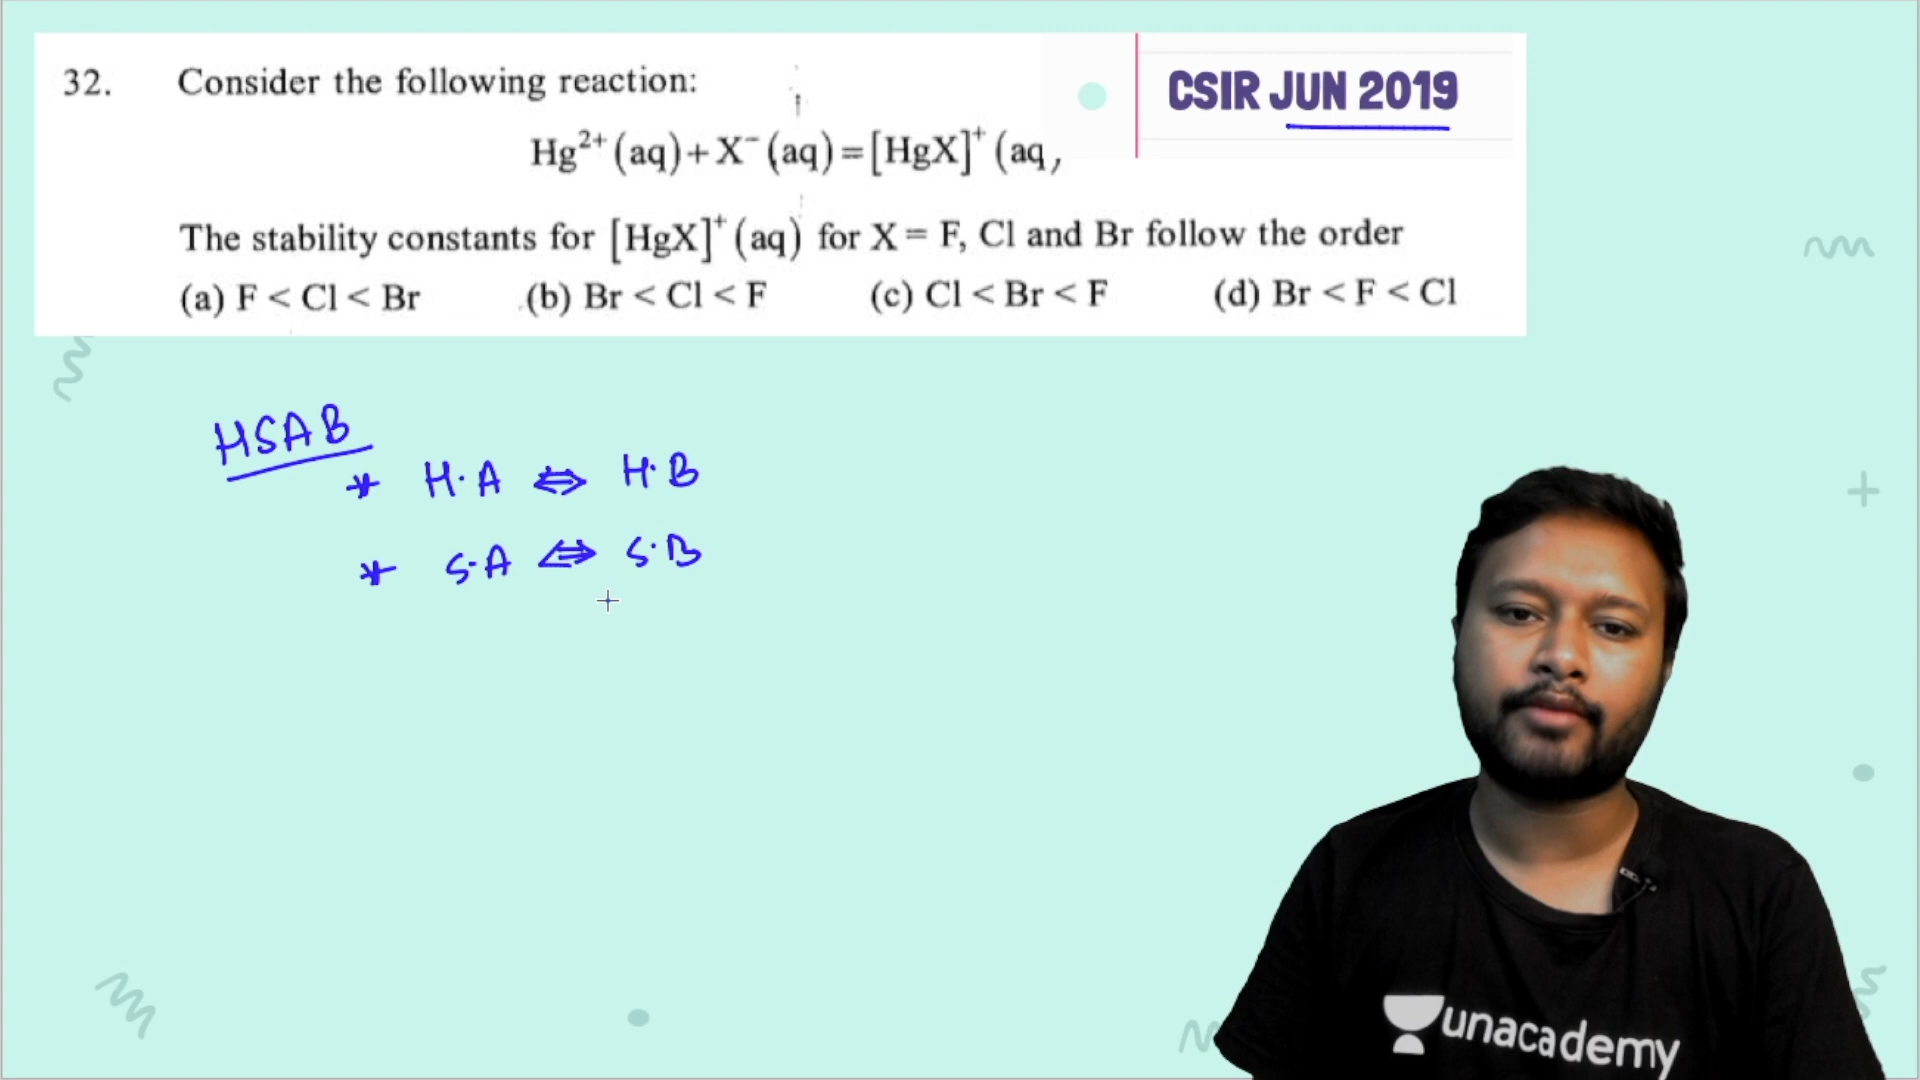 32. Consider the following reaction:
CSIR JUN 2019
Hg²⁺(aq)+X⁻(aq)=[HgX]⁺(aq,
The stability constants for [HgX]⁺(aq) for X= F, Cl and Br follow the order
(a) F < Cl < Br (b) Br < Cl < F (c) Cl < Br < F (d) Br < F < Cl
HSAB
* H.A ⇔ H.B
* S.A ⇔ S.B
unacademy